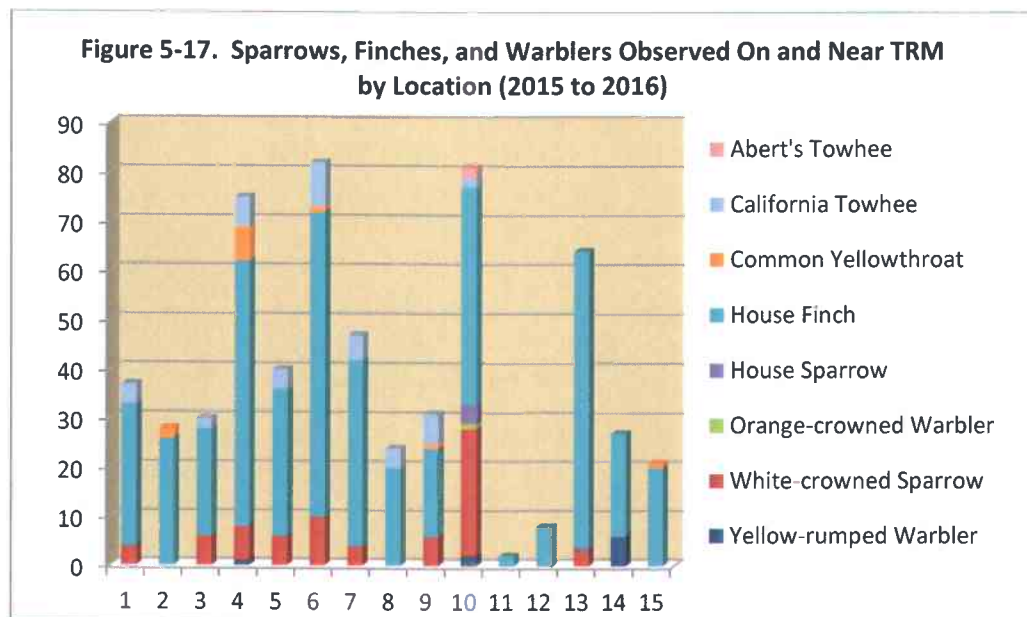 Figure 5-17. Sparrows, Finches, and Warblers Observed On and Near TRM
by Location (2015 to 2016)
90
80
70
60
50
40
30
20
10
0
1 2 3 4 5 6 7 8 9 10 11 12 13 14 15
Abert's Towhee
California Towhee
Common Yellowthroat
House Finch
House Sparrow
Orange-crowned Warbler
White-crowned Sparrow
Yellow-rumped Warbler